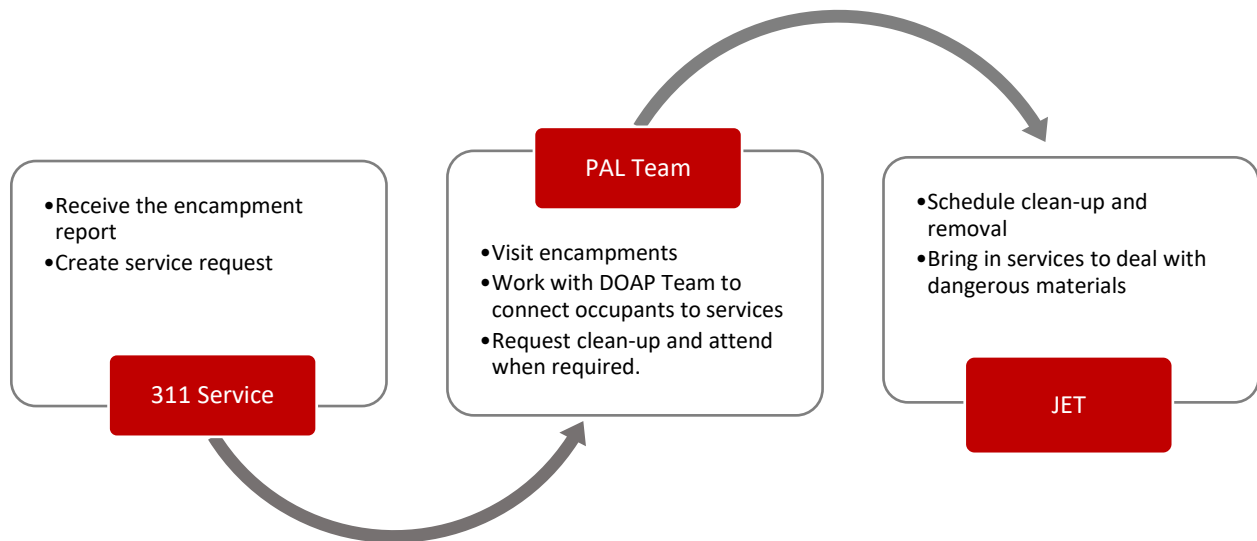 •Receive the encampment
report
•Create service request
311 Service
PAL Team
•Visit encampments
•Work with DOAP Team to
connect occupants to services
•Request clean-up and attend
when required.
•Schedule clean-up and
removal
•Bring in services to deal with
dangerous materials
JET